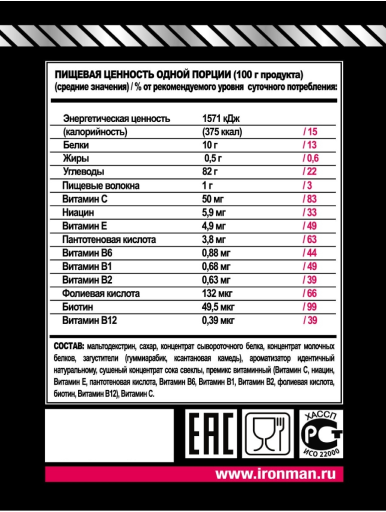 ПИЩЕВАЯ ЦЕННОСТЬ ОДНОЙ ПОРЦИИ (100 г продукта)
(средние значения) / % от рекомендуемого уровня суточного потребления:
Энергетическая ценность 1571 кДж
(калорийность) (375 ккал) / 15
Белки 10 г / 13
Жиры 0,5 г / 0,6
Углеводы 82 г / 22
Пищевые волокна 1 г / 3
Витамин С 50 мг / 83
Ниацин 5,9 мг / 33
Витамин Е 4,9 мг / 49
Пантотеновая кислота 3,8 мг / 63
Витамин В6 0,88 мг / 44
Витамин В1 0,68 мг / 49
Витамин В2 0,63 мг / 39
Фолиевая кислота 132 мкг / 66
Биотин 49,5 мкг / 99
Витамин В12 0,39 мкг / 39
СОСТАВ: мальтодекстрин, сахар, концентрат сывороточного белка, концентрат молочных
белков, загустители (гуммиарабик, ксантановая камедь), ароматизатор идентичный
натуральному, сушеный концентрат сока свеклы, премикс витаминный (Витамин С, ниацин,
Витамин Е, пантотеновая кислота, Витамин В6, Витамин В1, Витамин В2, фолиевая кислота,
биотин, Витамин В12), Витамин С.
ЕАС
ХАССП
РСТ
ИСО 22000
www.ironman.ru